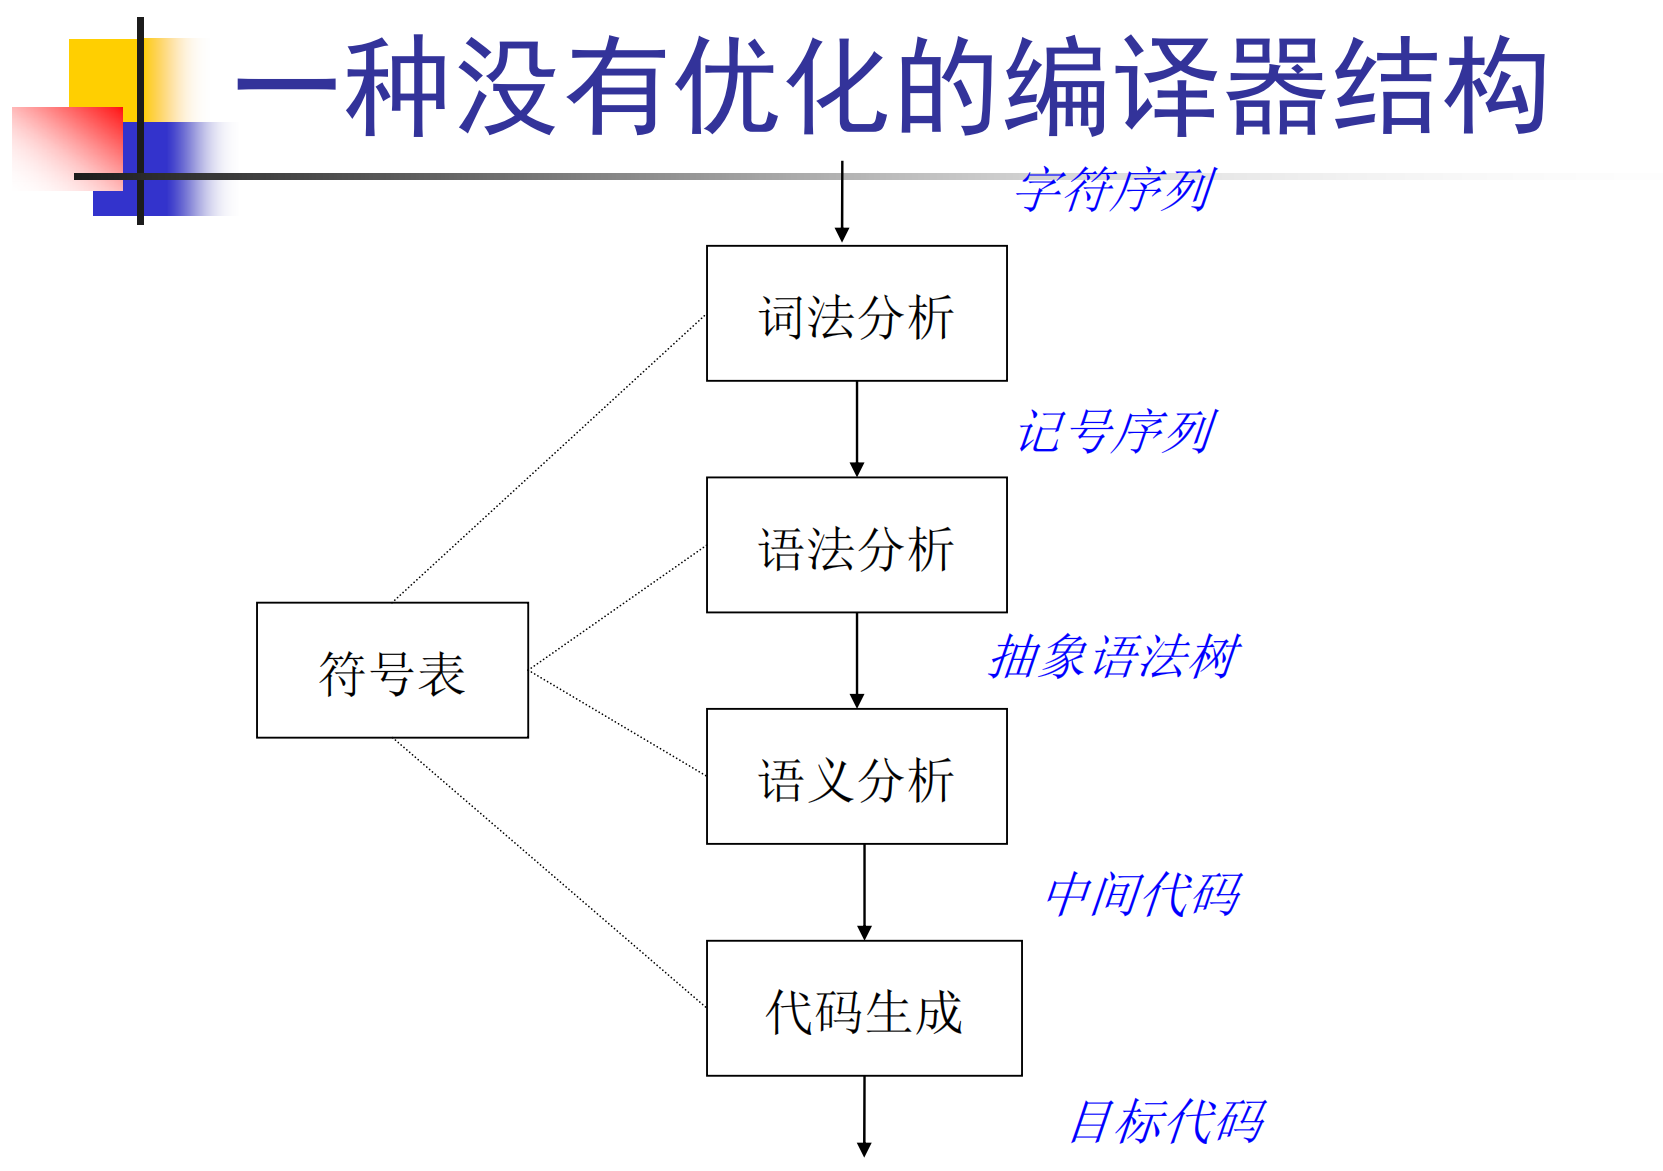 一种没有优化的编译器结构
字符序列
词法分析
记号序列
语法分析
抽象语法树
符号表
语义分析
中间代码
代码生成
目标代码